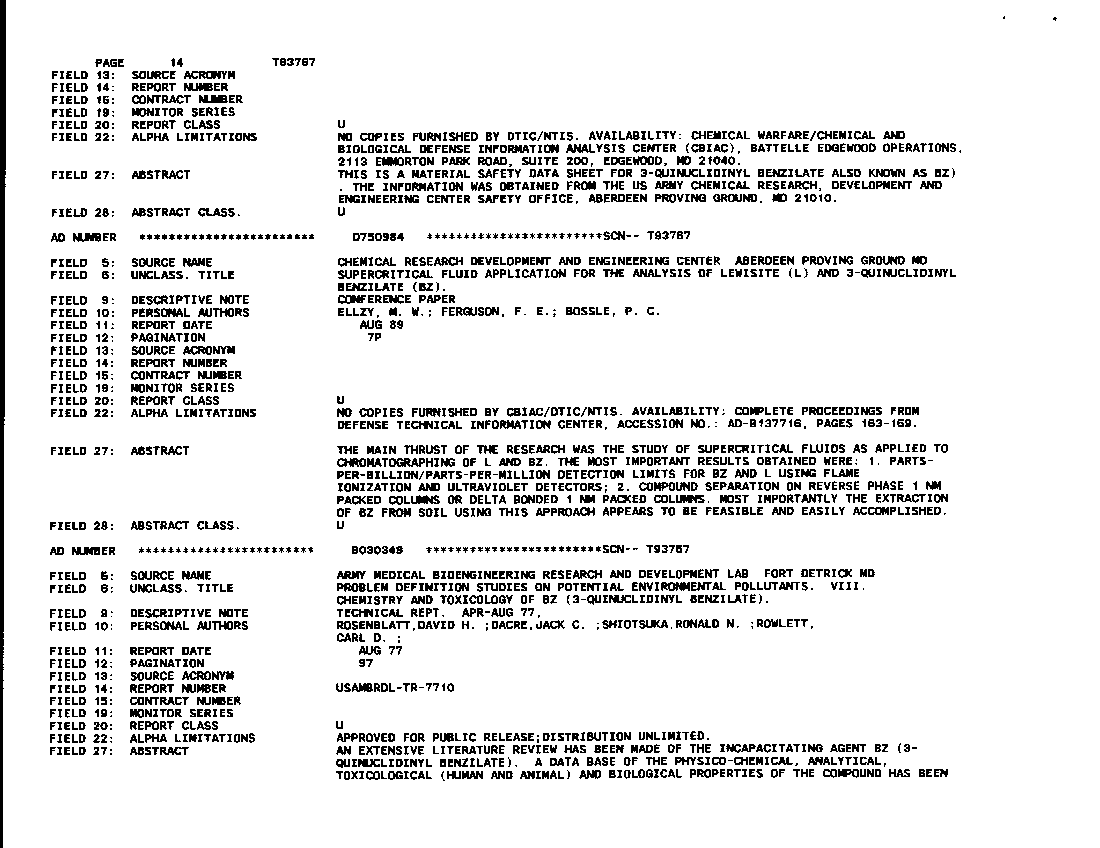 PAGE 14 T83767
FIELD 13: SOURCE ACRONYM
FIELD 14: REPORT NUMBER
FIELD 15: CONTRACT NUMBER
FIELD 19: MONITOR SERIES
FIELD 20: REPORT CLASS U
FIELD 22: ALPHA LIMITATIONS NO COPIES FURNISHED BY DTIC/NTIS. AVAILABILITY: CHEMICAL WARFARE/CHEMICAL AND
BIOLOGICAL DEFENSE INFORMATION ANALYSIS CENTER (CBIAC), BATTELLE EDGEWOOD OPERATIONS,
2113 EMMORTON PARK ROAD, SUITE 200, EDGEWOOD, MD 21040.
FIELD 27: ABSTRACT THIS IS A MATERIAL SAFETY DATA SHEET FOR 3-QUINUCLIDINYL BENZILATE ALSO KNOWN AS BZ)
. THE INFORMATION WAS OBTAINED FROM THE US ARMY CHEMICAL RESEARCH, DEVELOPMENT AND
ENGINEERING CENTER SAFETY OFFICE, ABERDEEN PROVING GROUND, MD 21010.
FIELD 28: ABSTRACT CLASS. U
AD NUMBER ************************ D750984 ************************SCN-- T93767
FIELD 5: SOURCE NAME CHEMICAL RESEARCH DEVELOPMENT AND ENGINEERING CENTER ABERDEEN PROVING GROUND MD
FIELD 6: UNCLASS. TITLE SUPERCRITICAL FLUID APPLICATION FOR THE ANALYSIS OF LEWISITE (L) AND 3-QUINUCLIDINYL
BENZILATE (BZ).
FIELD 9: DESCRIPTIVE NOTE CONFERENCE PAPER
FIELD 10: PERSONAL AUTHORS ELLZY, M. W.; FERGUSON, F. E.; BOSSLE, P. C.
FIELD 11: REPORT DATE AUG 89
FIELD 12: PAGINATION 7P
FIELD 13: SOURCE ACRONYM
FIELD 14: REPORT NUMBER
FIELD 15: CONTRACT NUMBER
FIELD 19: MONITOR SERIES
FIELD 20: REPORT CLASS U
FIELD 22: ALPHA LIMITATIONS NO COPIES FURNISHED BY CBIAC/DTIC/NTIS. AVAILABILITY: COMPLETE PROCEEDINGS FROM
DEFENSE TECHNICAL INFORMATION CENTER, ACCESSION NO.: AD-B137716, PAGES 163-169.
FIELD 27: ABSTRACT THE MAIN THRUST OF THE RESEARCH WAS THE STUDY OF SUPERCRITICAL FLUIDS AS APPLIED TO
CHROMATOGRAPHING OF L AND BZ. THE MOST IMPORTANT RESULTS OBTAINED WERE: 1. PARTS-
PER-BILLION/PARTS-PER-MILLION DETECTION LIMITS FOR BZ AND L USING FLAME
IONIZATION AND ULTRAVIOLET DETECTORS; 2. COMPOUND SEPARATION ON REVERSE PHASE 1 NM
PACKED COLUMNS OR DELTA BONDED 1 NM PACKED COLUMNS. MOST IMPORTANTLY THE EXTRACTION
OF BZ FROM SOIL USING THIS APPROACH APPEARS TO BE FEASIBLE AND EASILY ACCOMPLISHED.
FIELD 28: ABSTRACT CLASS. U
AD NUMBER ************************ B030349 ************************SCN-- T93767
FIELD 5: SOURCE NAME ARMY MEDICAL BIOENGINEERING RESEARCH AND DEVELOPMENT LAB FORT DETRICK MD
FIELD 6: UNCLASS. TITLE PROBLEM DEFINITION STUDIES ON POTENTIAL ENVIRONMENTAL POLLUTANTS. VIII.
CHEMISTRY AND TOXICOLOGY OF BZ (3-QUINUCLIDINYL BENZILATE).
FIELD 9: DESCRIPTIVE NOTE TECHNICAL REPT. APR-AUG 77,
FIELD 10: PERSONAL AUTHORS ROSENBLATT,DAVID H. ;DACRE,JACK C. ;SHIOTSUKA,RONALD N. ;ROWLETT,
CARL D. ;
FIELD 11: REPORT DATE AUG 77
FIELD 12: PAGINATION 97
FIELD 13: SOURCE ACRONYM
FIELD 14: REPORT NUMBER USAMBRDL-TR-7710
FIELD 15: CONTRACT NUMBER
FIELD 19: MONITOR SERIES
FIELD 20: REPORT CLASS U
FIELD 22: ALPHA LIMITATIONS APPROVED FOR PUBLIC RELEASE;DISTRIBUTION UNLIMITED.
FIELD 27: ABSTRACT AN EXTENSIVE LITERATURE REVIEW HAS BEEN MADE OF THE INCAPACITATING AGENT BZ (3-
QUINUCLIDINYL BENZILATE). A DATA BASE OF THE PHYSICO-CHEMICAL, ANALYTICAL,
TOXICOLOGICAL (HUMAN AND ANIMAL) AND BIOLOGICAL PROPERTIES OF THE COMPOUND HAS BEEN